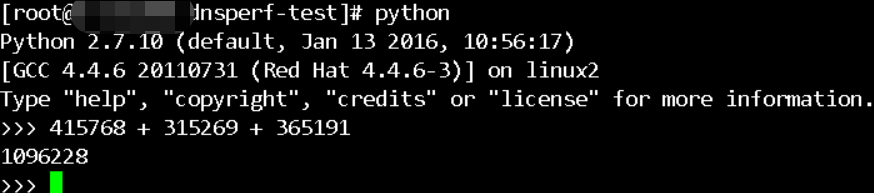 [root@ dnsperf-test]# python
Python 2.7.10 (default, Jan 13 2016, 10:56:17)
[GCC 4.4.6 20110731 (Red Hat 4.4.6-3)] on linux2
Type "help", "copyright", "credits" or "license" for more information.
>>> 415768 + 315269 + 365191
1096228
>>>